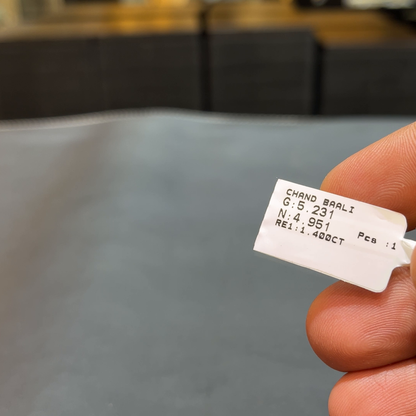 CHAND BAALI
G:5.231
N:4.951
RE1:1.400CT Pcs :1